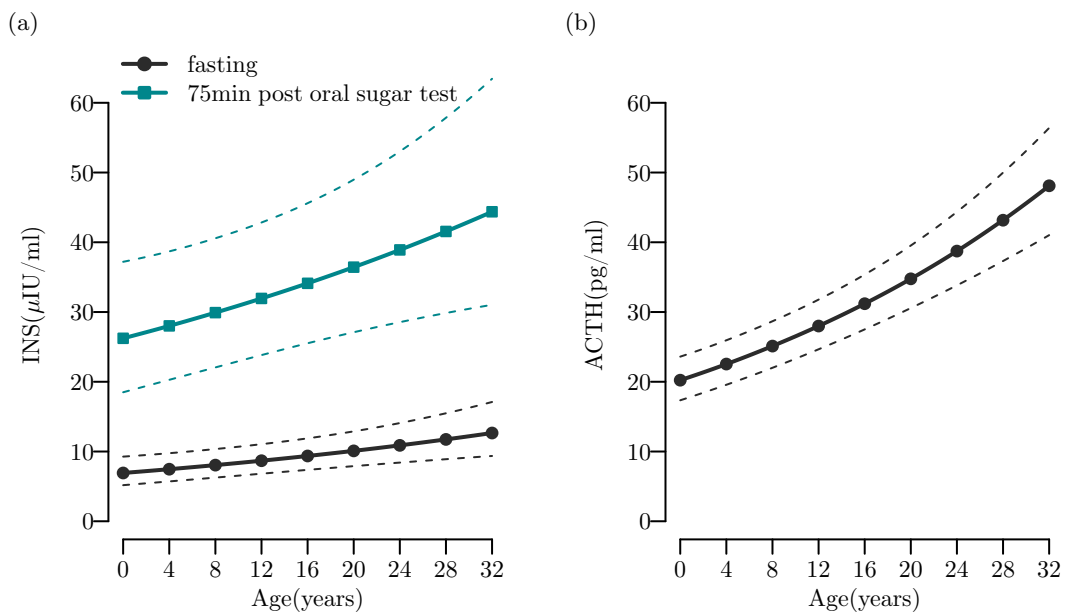 (a)
fasting
75min post oral sugar test
INS(μIU/ml)
60
50
40
30
20
10
0
0 4 8 12 16 20 24 28 32
Age(years)
(b)
ACTH(pg/ml)
60
50
40
30
20
10
0
0 4 8 12 16 20 24 28 32
Age(years)